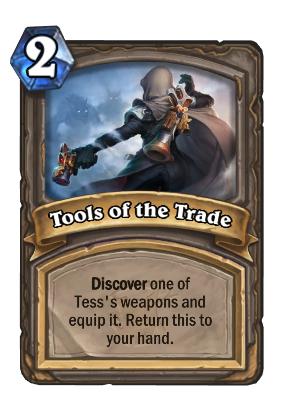 2
Tools of the Trade
Discover one of
Tess's weapons and
equip it. Return this to
your hand.